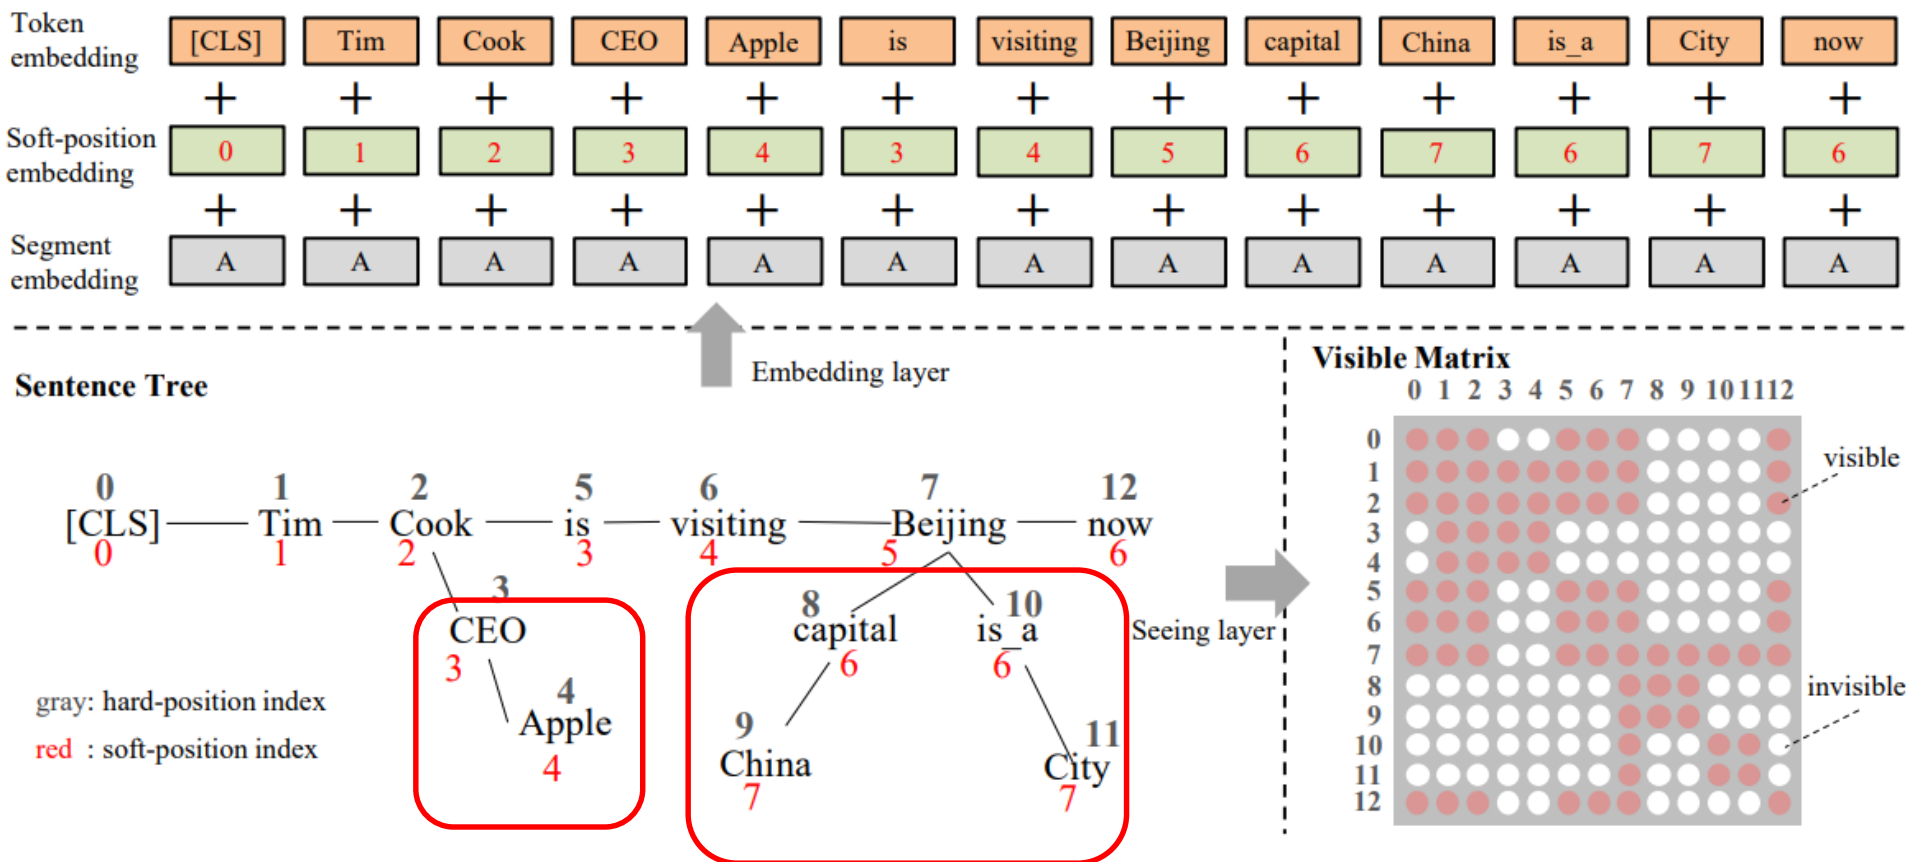 Token
embedding
[CLS] Tim Cook CEO Apple is visiting Beijing capital China is_a City now
+ + + + + + + + + + + + +
Soft-position
embedding
0 1 2 3 4 3 4 5 6 7 6 7 6
+ + + + + + + + + + + + +
Segment
embedding
A A A A A A A A A A A A A
Embedding layer
Sentence Tree
0 1 2 5 6 7 12
[CLS] Tim Cook is visiting Beijing now
0 1 2 3 4 5 6
3
CEO
3
4
Apple
4
8 10
capital is_a
6 6
9 11
China City
7 7
gray: hard-position index
red : soft-position index
Seeing layer
Visible Matrix
0 1 2 3 4 5 6 7 8 9 10 11 12
0
1
2
3
4
5
6
7
8
9
10
11
12
visible
invisible